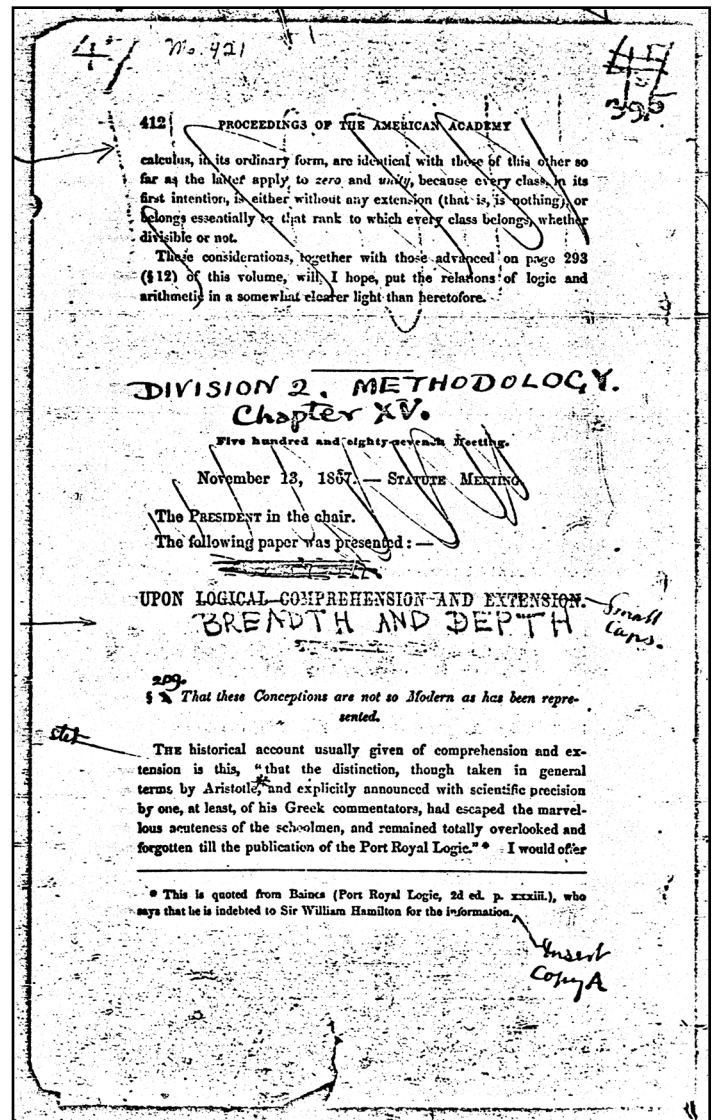 No. 421
412 PROCEEDINGS OF THE AMERICAN ACADEMY
calculus, in its ordinary form, are identical with those of this other so
far as the latter apply to zero and unity, because every class, in its
first intention, is either without any extension (that is, is nothing), or
belongs essentially to that rank to which every class belongs, whether
divisible or not.
These considerations, together with those advanced on page 293
(§ 12) of this volume, will, I hope, put the relations of logic and
arithmetic in a somewhat clearer light than heretofore.
DIVISION 2. METHODOLOGY.
Chapter XV.
Five hundred and eighty-seventh Meeting.
November 13, 1867. — STATUTE MEETING.
The PRESIDENT in the chair.
The following paper was presented: —
UPON LOGICAL COMPREHENSION AND EXTENSION.
Small
Caps.
BREADTH AND DEPTH
209.
§ That these Conceptions are not so Modern as has been repre-
sented.
stet
THE historical account usually given of comprehension and ex-
tension is this, "that the distinction, though taken in general
terms by Aristotle,* and explicitly announced with scientific precision
by one, at least, of his Greek commentators, had escaped the marvel-
lous acuteness of the schoolmen, and remained totally overlooked and
forgotten till the publication of the Port Royal Logic."* I would offer
* This is quoted from Baines (Port Royal Logic, 2d ed. p. xxxiii.), who
says that he is indebted to Sir William Hamilton for the information.
Insert
Copy A